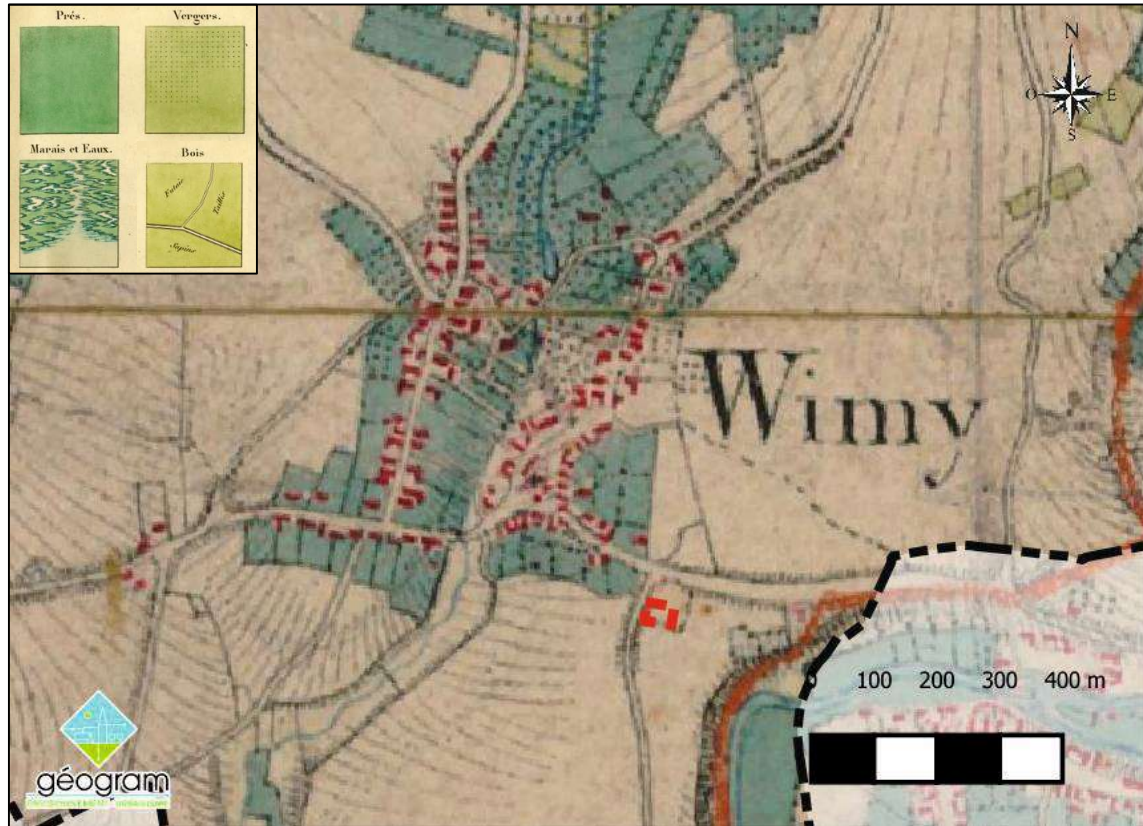 Prés.
Vergers.
Marais et Eaux.
Bois
Futaie
Taillis
Sapins
N
O
E
S
Wimy
0 100 200 300 400 m
géogram